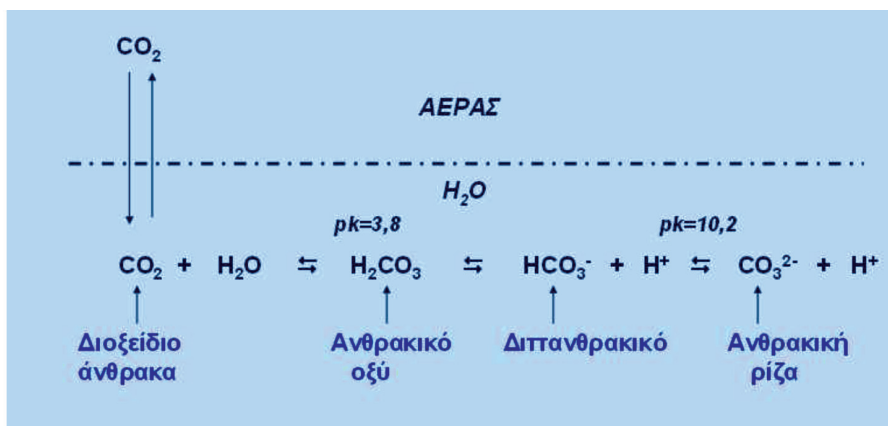 CO₂
ΑΕΡΑΣ
H₂O
pk=3,8 pk=10,2
CO₂ + H₂O ⇆ H₂CO₃ ⇆ HCO₃⁻ + H⁺ ⇆ CO₃²⁻ + H⁺
Διοξείδιο Ανθρακικό Διττανθρακικό Ανθρακική
άνθρακα οξύ ρίζα